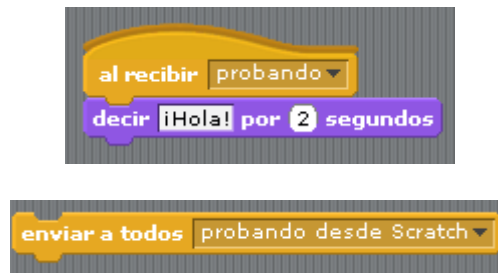 al recibir probando
decir ¡Hola! por 2 segundos
enviar a todos probando desde Scratch